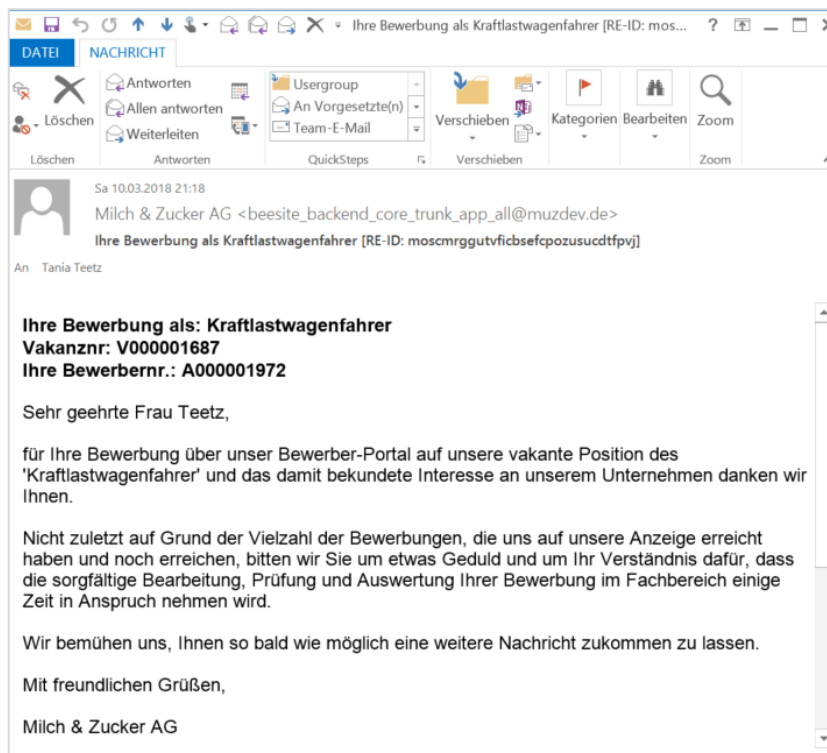 Ihre Bewerbung als Kraftlastwagenfahrer [RE-ID: mos... ?
DATEI NACHRICHT
Löschen
Antworten
Allen antworten
Weiterleiten
Usergroup
An Vorgesetzte(n)
Team-E-Mail
Verschieben
Kategorien
Bearbeiten
Zoom
Löschen Antworten QuickSteps Verschieben Zoom
Sa 10.03.2018 21:18
Milch & Zucker AG <beesite_backend_core_trunk_app_all@muzdev.de>
Ihre Bewerbung als Kraftlastwagenfahrer [RE-ID: moscmrggutvficbsefcpozusucdtfpvj]
An Tania Teetz
Ihre Bewerbung als: Kraftlastwagenfahrer
Vakanznr: V000001687
Ihre Bewerbernr.: A000001972
Sehr geehrte Frau Teetz,
für Ihre Bewerbung über unser Bewerber-Portal auf unsere vakante Position des
'Kraftlastwagenfahrer' und das damit bekundete Interesse an unserem Unternehmen danken wir
Ihnen.
Nicht zuletzt auf Grund der Vielzahl der Bewerbungen, die uns auf unsere Anzeige erreicht
haben und noch erreichen, bitten wir Sie um etwas Geduld und um Ihr Verständnis dafür, dass
die sorgfältige Bearbeitung, Prüfung und Auswertung Ihrer Bewerbung im Fachbereich einige
Zeit in Anspruch nehmen wird.
Wir bemühen uns, Ihnen so bald wie möglich eine weitere Nachricht zukommen zu lassen.
Mit freundlichen Grüßen,
Milch & Zucker AG